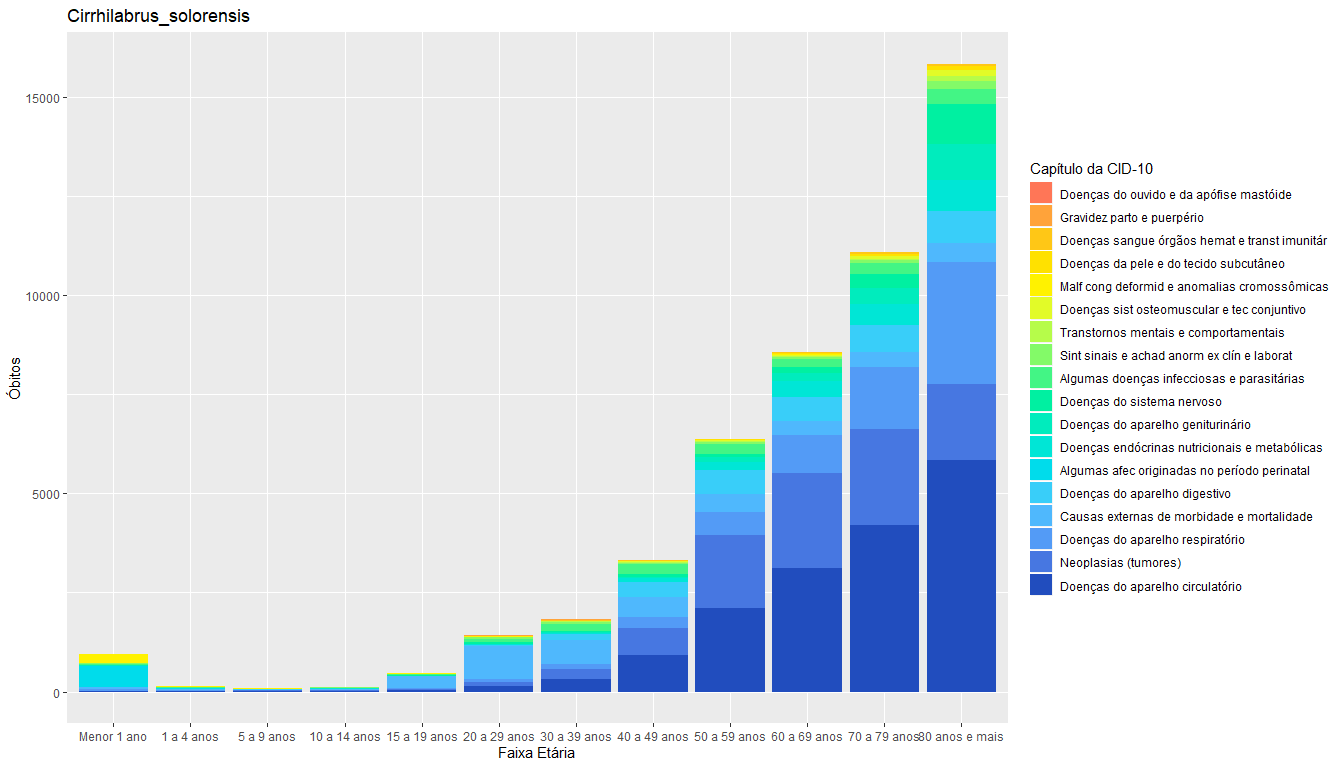 Cirrhilabrus_solorensis
Óbitos
15000
10000
5000
0
Menor 1 ano
1 a 4 anos
5 a 9 anos
10 a 14 anos
15 a 19 anos
20 a 29 anos
30 a 39 anos
40 a 49 anos
50 a 59 anos
60 a 69 anos
70 a 79 anos
80 anos e mais
Faixa Etária
Capítulo da CID-10
Doenças do ouvido e da apófise mastóide
Gravidez parto e puerpério
Doenças sangue órgãos hemat e transt imunitár
Doenças da pele e do tecido subcutâneo
Malf cong deformid e anomalias cromossômicas
Doenças sist osteomuscular e tec conjuntivo
Transtornos mentais e comportamentais
Sint sinais e achad anorm ex clín e laborat
Algumas doenças infecciosas e parasitárias
Doenças do sistema nervoso
Doenças do aparelho geniturinário
Doenças endócrinas nutricionais e metabólicas
Algumas afec originadas no período perinatal
Doenças do aparelho digestivo
Causas externas de morbidade e mortalidade
Doenças do aparelho respiratório
Neoplasias (tumores)
Doenças do aparelho circulatório